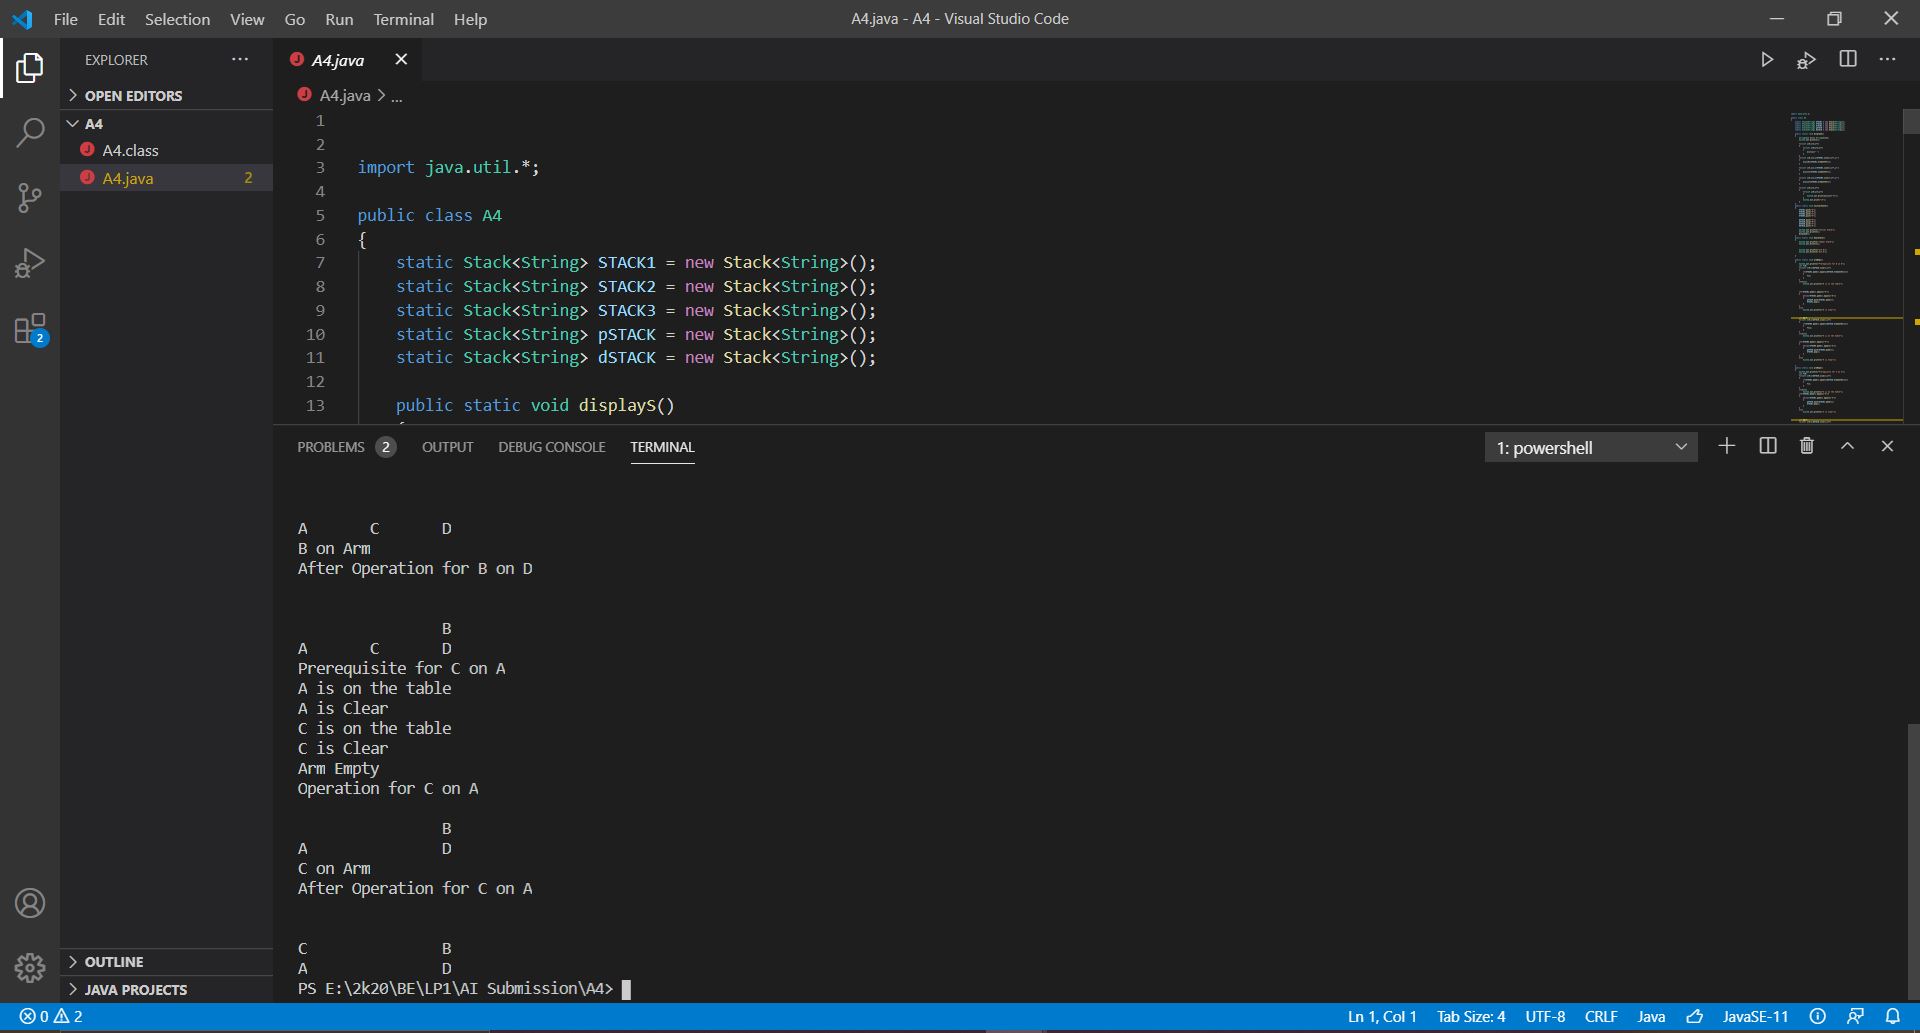 File Edit Selection View Go Run Terminal Help
A4.java - A4 - Visual Studio Code
EXPLORER
OPEN EDITORS
A4
A4.class
A4.java 2
2
OUTLINE
JAVA PROJECTS
A4.java
A4.java > ...
1
2
3 import java.util.*;
4
5 public class A4
6 {
7 static Stack<String> STACK1 = new Stack<String>();
8 static Stack<String> STACK2 = new Stack<String>();
9 static Stack<String> STACK3 = new Stack<String>();
10 static Stack<String> pSTACK = new Stack<String>();
11 static Stack<String> dSTACK = new Stack<String>();
12
13 public static void displayS()
PROBLEMS 2 OUTPUT DEBUG CONSOLE TERMINAL
1: powershell
A C D
B on Arm
After Operation for B on D
B
A C D
Prerequisite for C on A
A is on the table
A is Clear
C is on the table
C is Clear
Arm Empty
Operation for C on A
B
A D
C on Arm
After Operation for C on A
C B
A D
PS E:\2k20\BE\LP1\AI Submission\A4>
0 2
Ln 1, Col 1 Tab Size: 4 UTF-8 CRLF Java JavaSE-11